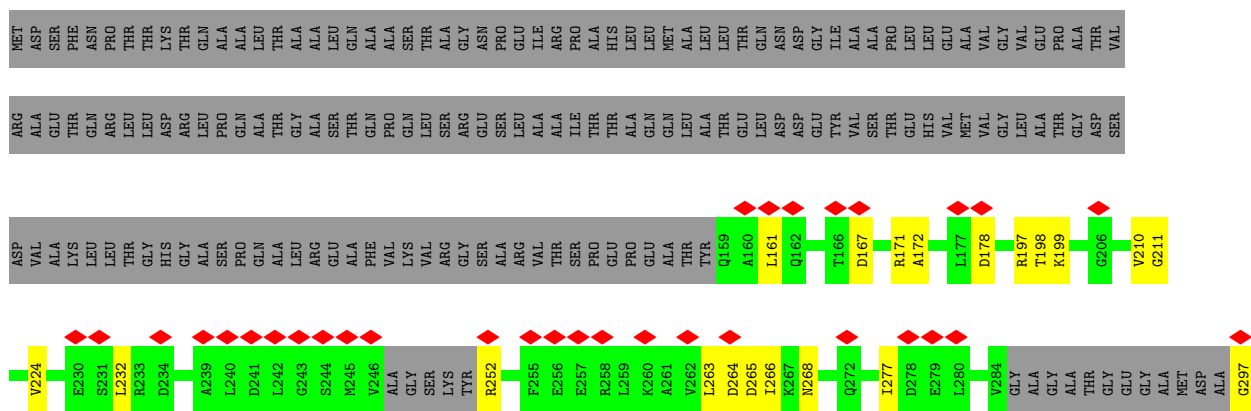 MET ASP SER PHE ASN PRO THR THR LYS THR GLN ALA ALA LEU THR ALA ALA LEU GLN ALA ALA SER THR ALA GLY ASN PRO GLU ILE ARG PRO ALA HIS LEU LEU MET ALA LEU LEU THR GLN ASN ASP GLY ILE ALA ALA PRO LEU LEU GLU ALA VAL GLY VAL GLU PRO ALA THR VAL
ARG ALA GLU THR GLN ARG LEU LEU ASP ARG LEU PRO GLN ALA THR GLY ALA SER THR GLN PRO GLN LEU SER ARG GLU SER LEU ALA ALA ILE THR THR ALA GLN GLN LEU ALA THR GLU LEU ASP ASP GLU TYR VAL SER THR GLU HIS VAL MET VAL GLY LEU ALA THR GLY ASP SER
ASP VAL ALA LYS LEU LEU THR GLY HIS GLY ALA SER PRO GLN ALA LEU ARG GLU ALA PHE VAL LYS VAL ARG GLY SER ALA ARG VAL THR SER PRO GLU PRO GLU ALA THR TYR Q159 A160 L161 Q162 T166 D167 R171 A172 L177 D178 R197 T198 K199 G206 V210 G211
V224 E230 S231 L232 R233 D234 A239 L240 D241 L242 G243 S244 M245 V246 ALA GLY SER LYS TYR R252 F255 E256 E257 R258 L259 K260 A261 V262 L263 D264 D265 I266 K267 N268 Q272 I277 D278 E279 L280 V284 GLY ALA GLY ALA THR GLY GLU GLY ALA MET ASP ALA G297